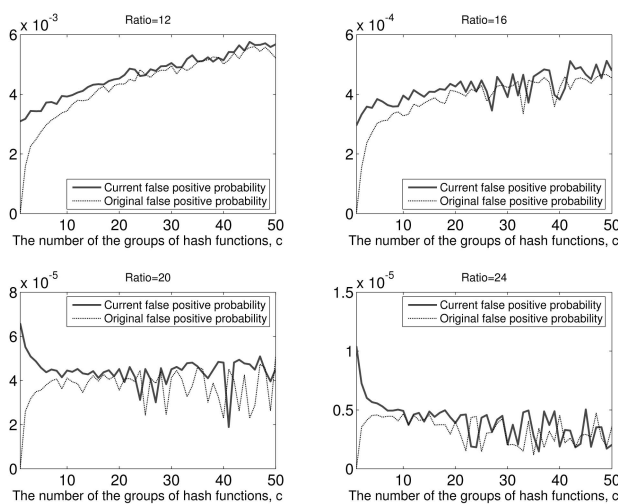 Ratio=12
6 x 10-3
4
2
0
10 20 30 40 50
Current false positive probability
Original false positive probability
The number of the groups of hash functions, c
Ratio=16
6 x 10-4
4
2
0
10 20 30 40 50
Current false positive probability
Original false positive probability
The number of the groups of hash functions, c
Ratio=20
8 x 10-5
6
4
2
0
10 20 30 40 50
Current false positive probability
Original false positive probability
The number of the groups of hash functions, c
Ratio=24
1.5 x 10-5
1
0.5
0
10 20 30 40 50
Current false positive probability
Original false positive probability
The number of the groups of hash functions, c